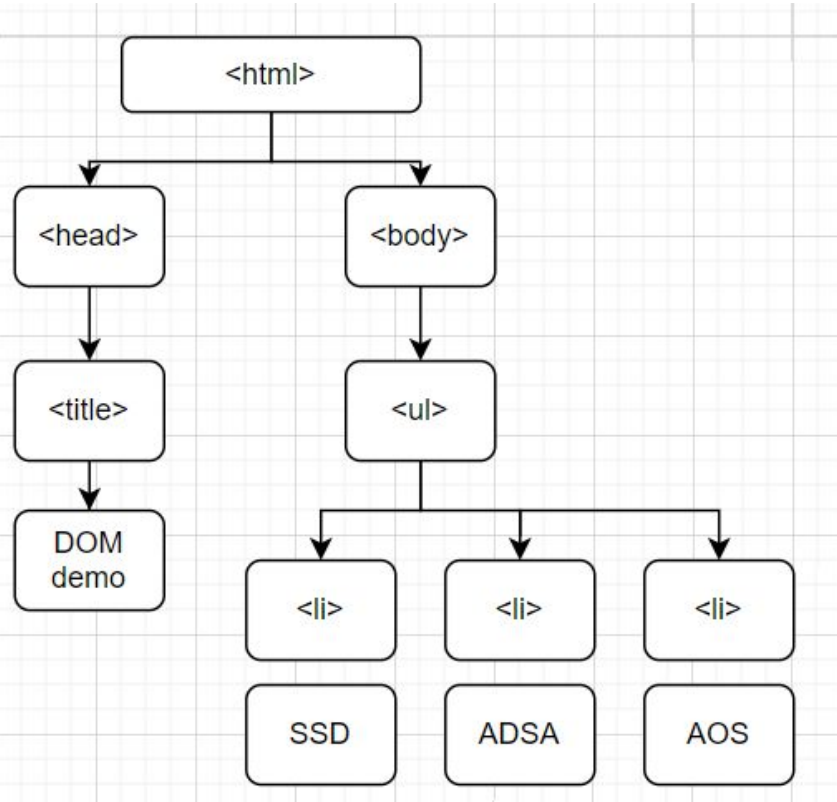 <html>
<head>
<body>
<title>
<ul>
DOM
demo
<li>
<li>
<li>
SSD
ADSA
AOS